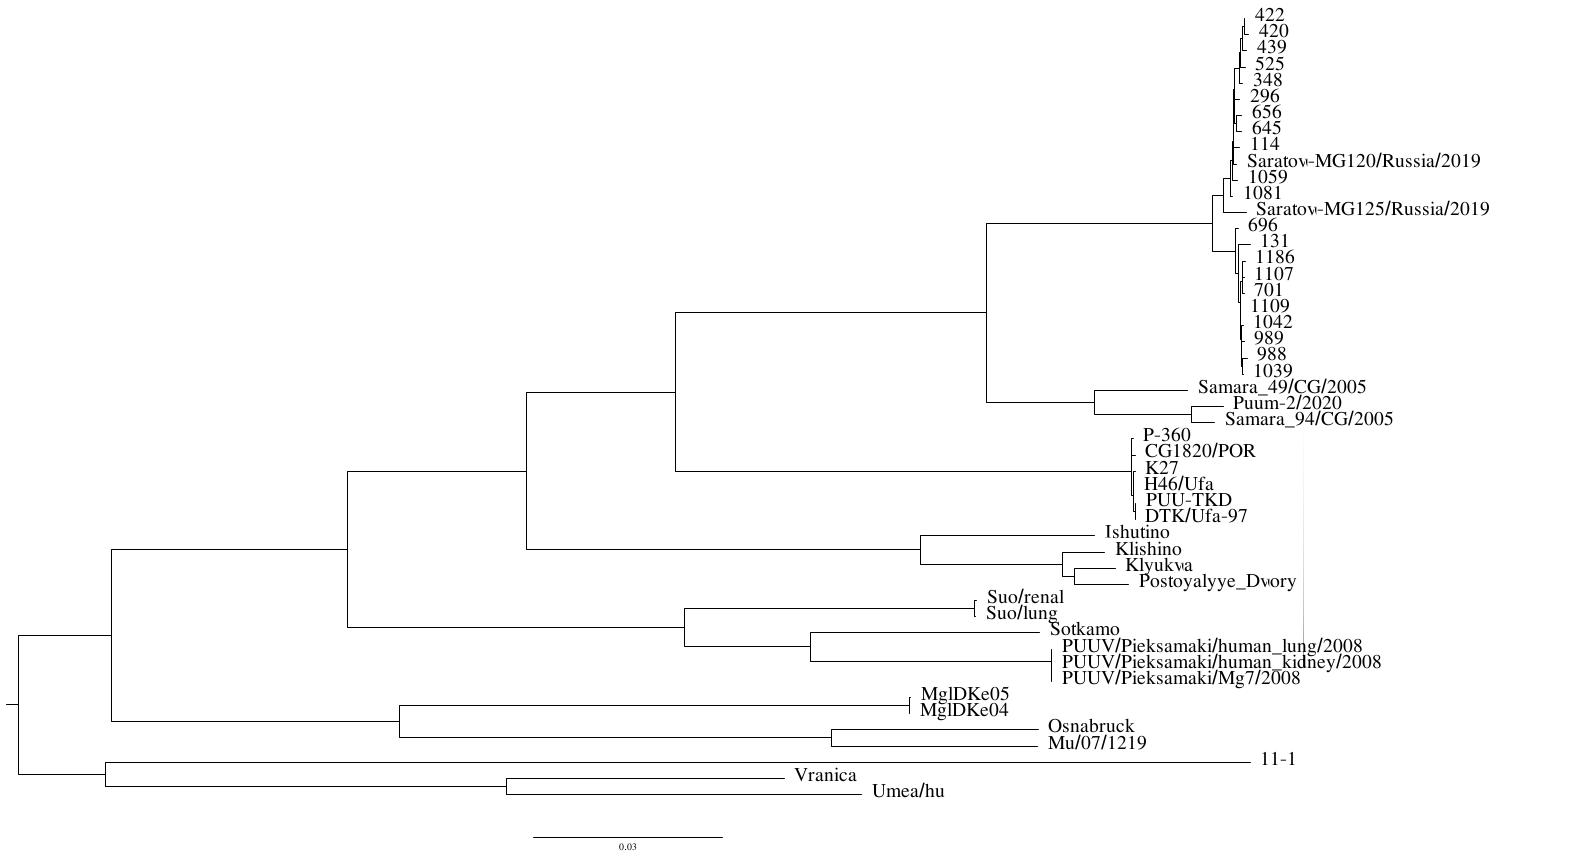 422
420
439
525
348
296
656
645
114
Saratov-MG120/Russia/2019
1059
1081
Saratov-MG125/Russia/2019
696
131
1186
1107
701
1109
1042
989
988
1039
Samara_49/CG/2005
Puum-2/2020
Samara_94/CG/2005
P-360
CG1820/POR
K27
H46/Ufa
PUU-TKD
DTK/Ufa-97
Ishutino
Klishino
Klyukva
Postoyalyye_Dvory
Suo/renal
Suo/lung
Sotkamo
PUUV/Pieksamaki/human_lung/2008
PUUV/Pieksamaki/human_kidney/2008
PUUV/Pieksamaki/Mg7/2008
MglDKe05
MglDKe04
Osnabruck
Mu/07/1219
11-1
Vranica
Umea/hu
0.03